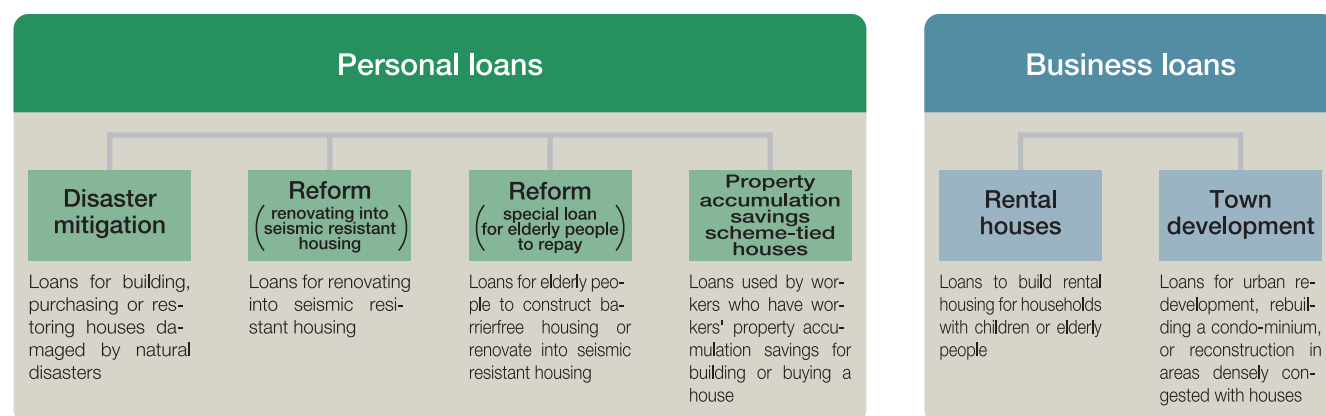 Personal loans
Disaster
mitigation
Loans for building,
purchasing or res-
toring houses da-
maged by natural
disasters
Reform
(renovating into
seismic resistant
housing)
Loans for renovating
into seismic resi-
stant housing
Reform
(special loan
for elderly people
to repay)
Loans for elderly peo-
ple to construct ba-
rrierfree housing or
renovate into seismic
resistant housing
Property
accumulation
savings
scheme-tied
houses
Loans used by wor-
kers who have wor-
kers' property accu-
mulation savings for
building or buying a
house
Business loans
Rental
houses
Loans to build rental
housing for households
with children or elderly
people
Town
development
Loans for urban re-
development, rebuil-
ding a condo-minium,
or reconstruction in
areas densely con-
gested with houses